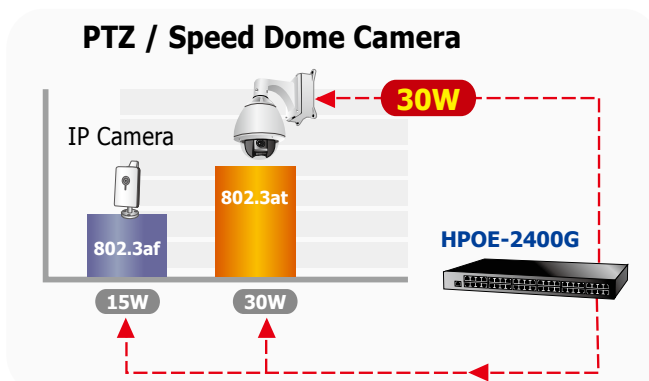 PTZ / Speed Dome Camera
30W
IP Camera
802.3at
802.3af
HPOE-2400G
15W
30W